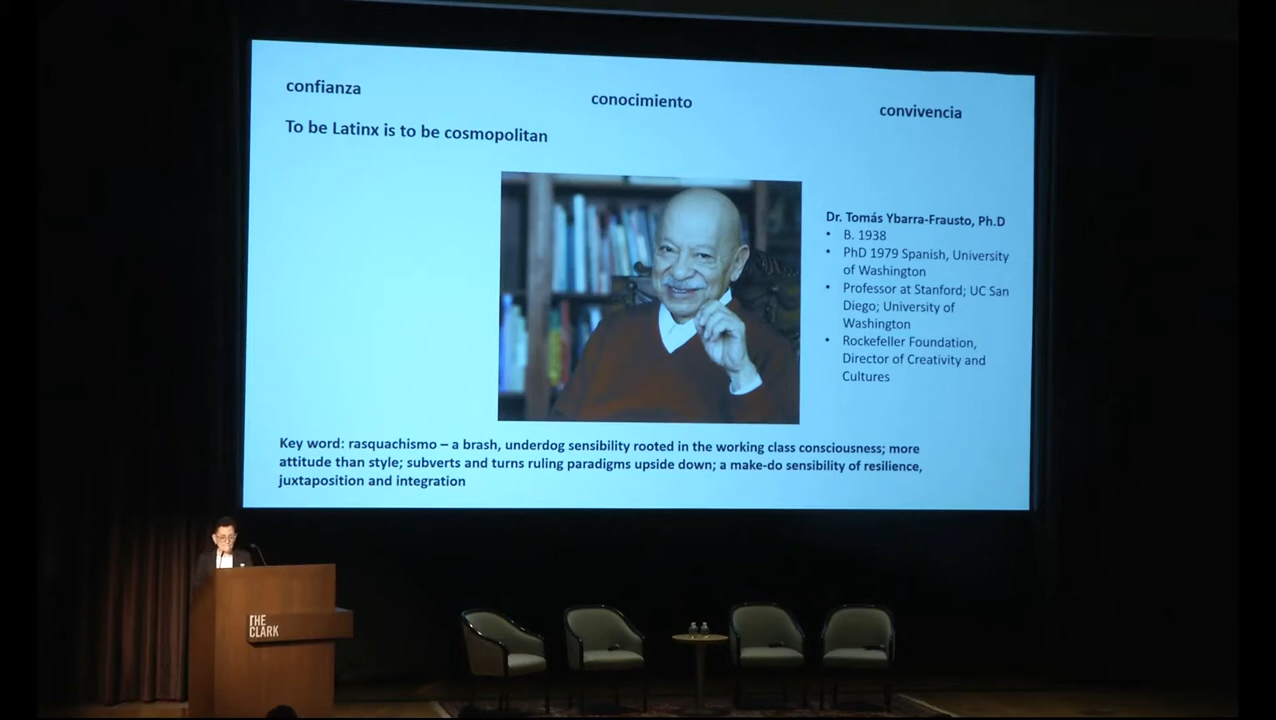 confianza
conocimiento
convivencia
To be Latinx is to be cosmopolitan
Dr. Tomás Ybarra-Frausto, Ph.D
• B. 1938
• PhD 1979 Spanish, University
of Washington
• Professor at Stanford; UC San
Diego; University of
Washington
• Rockefeller Foundation,
Director of Creativity and
Cultures
Key word: rasquachismo – a brash, underdog sensibility rooted in the working class consciousness; more
attitude than style; subverts and turns ruling paradigms upside down; a make-do sensibility of resilience,
juxtaposition and integration
THE
CLARK